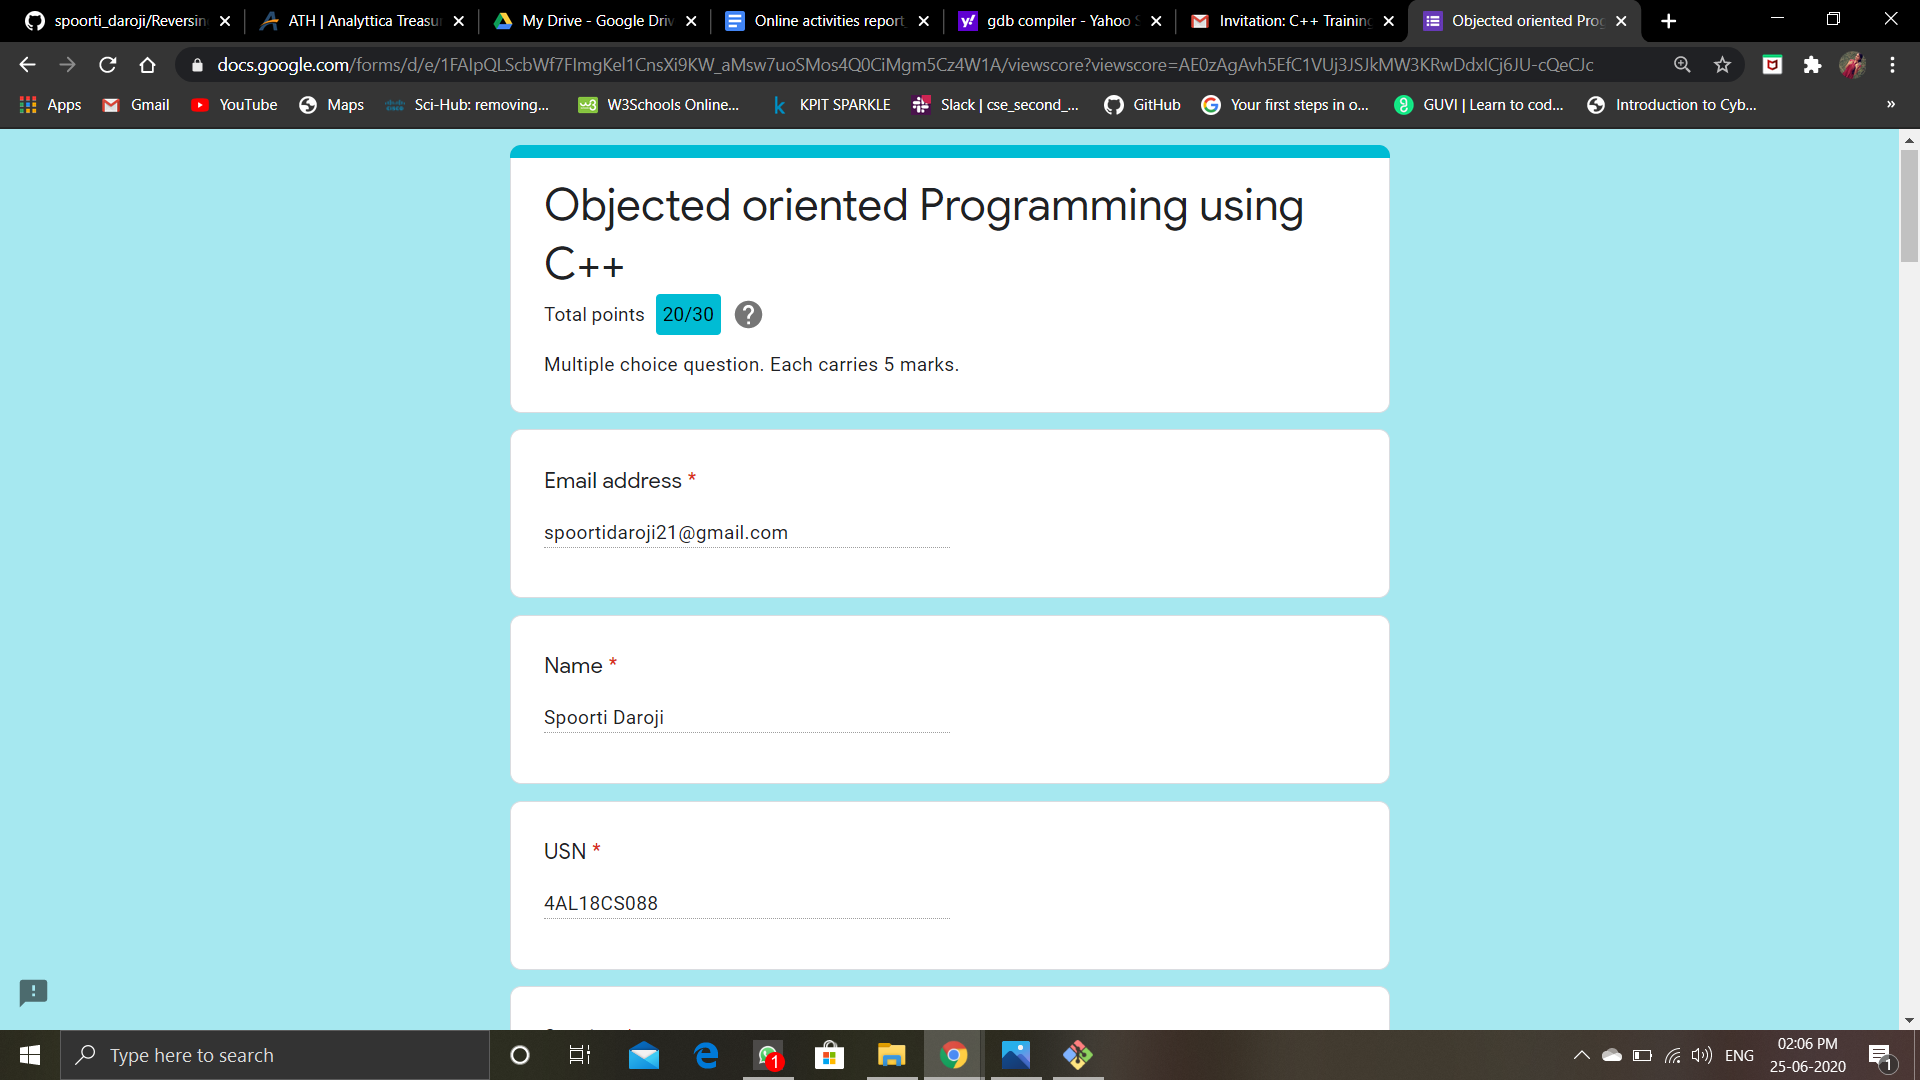 spoorti_daroji/Reversin
ATH | Analyttica Treasu
My Drive - Google Driv
Online activities report
gdb compiler - Yahoo S
Invitation: C++ Training
Objected oriented Prog
docs.google.com/forms/d/e/1FAIpQLScbWf7FImgKel1CnsXi9KW_aMsw7uoSMos4Q0CiMgm5Cz4W1A/viewscore?viewscore=AE0zAgAvh5EfC1VUj3JSJkMW3KRwDdxICj6JU-cQeCJc
Apps
Gmail
YouTube
Maps
Sci-Hub: removing...
W3Schools Online...
KPIT SPARKLE
Slack | cse_second_...
GitHub
Your first steps in o...
GUVI | Learn to cod...
Introduction to Cyb...
»
Objected oriented Programming using
C++
Total points 20/30
Multiple choice question. Each carries 5 marks.
Email address *
spoortidaroji21@gmail.com
Name *
Spoorti Daroji
USN *
4AL18CS088
Type here to search
1
ENG
02:06 PM
25-06-2020
1